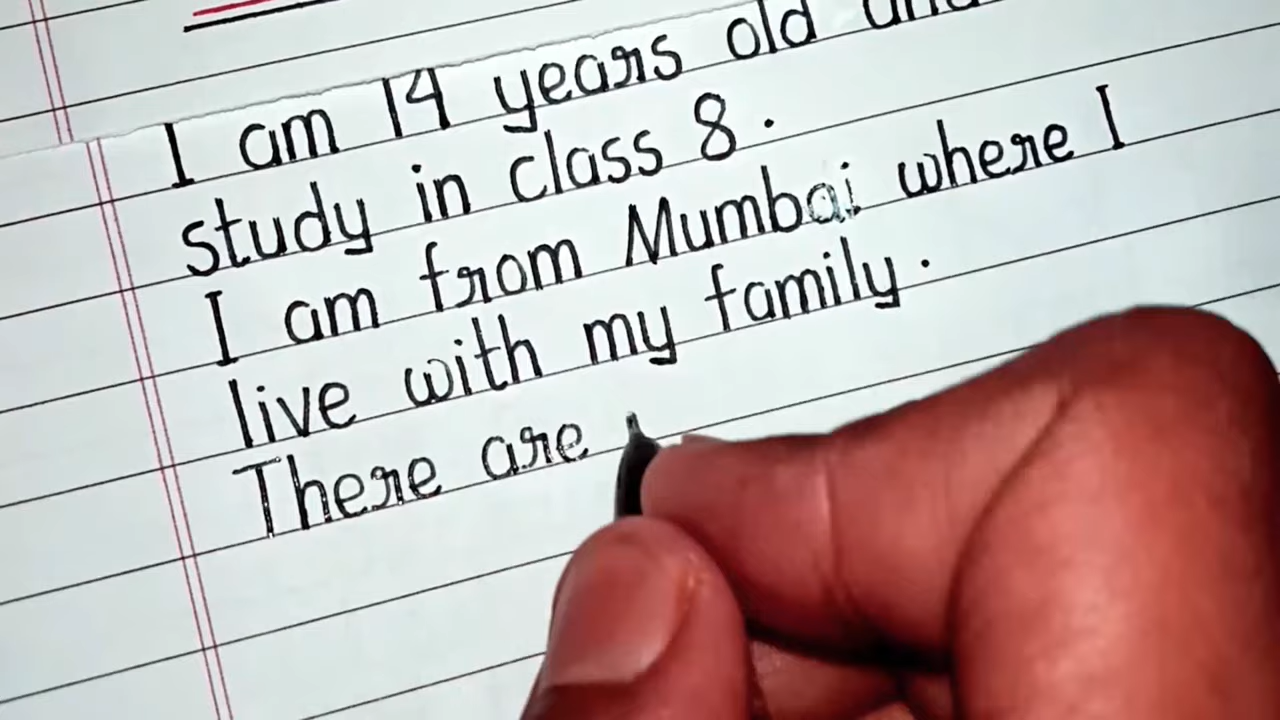 I am 14 years old and
study in class 8.
I am from Mumbai where I
live with my family.
There are